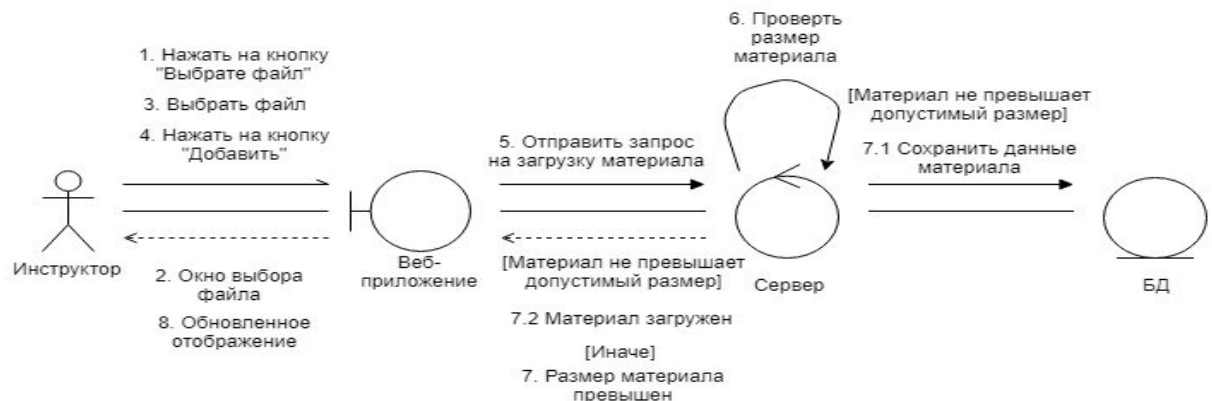 1. Нажать на кнопку
"Выбрате файл"
3. Выбрать файл
4. Нажать на кнопку
"Добавить"
Инструктор
2. Окно выбора
файла
8. Обновленное
отображение
Веб-
приложение
5. Отправить запрос
на загрузку материала
[Материал не превышает
допустимый размер]
7.2 Материал загружен
[Иначе]
7. Размер материала
превышен
6. Проверть
размер
материала
Сервер
[Материал не превышает
допустимый размер]
7.1 Сохранить данные
материала
БД